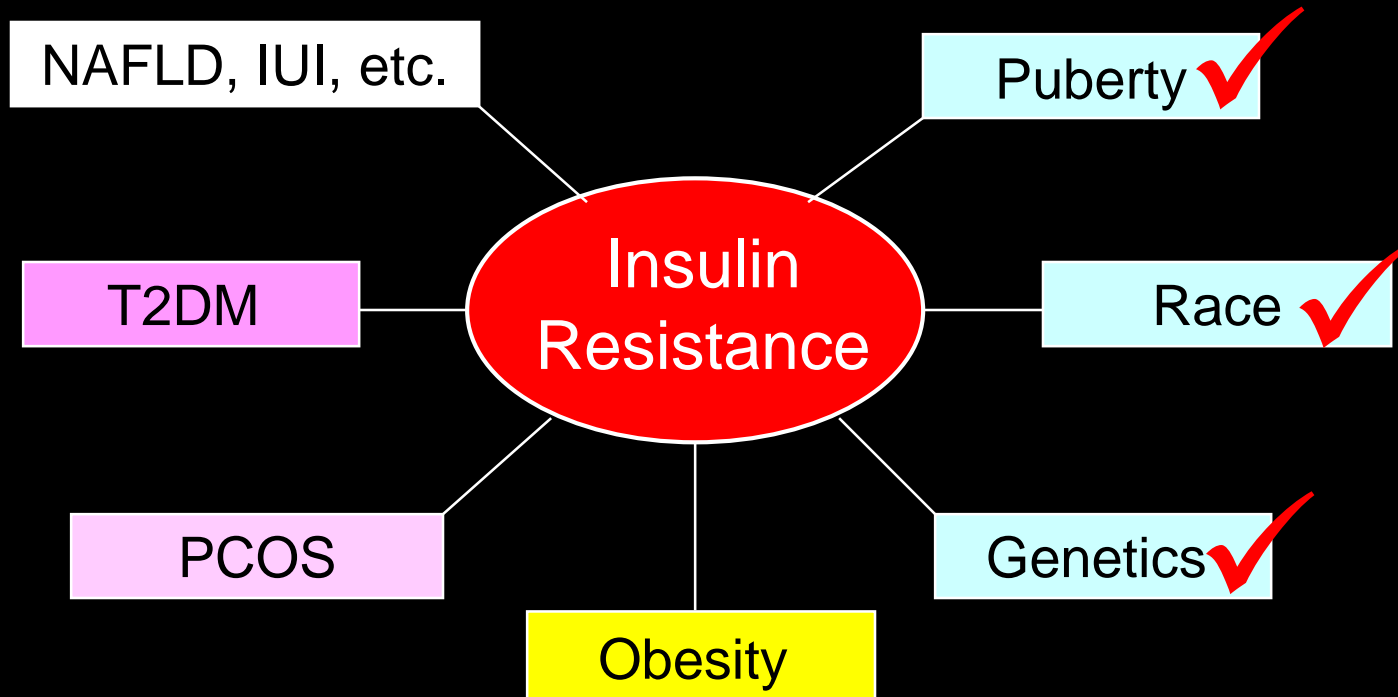 NAFLD, IUI, etc.
Puberty
Insulin
Resistance
T2DM
Race
PCOS
Genetics
Obesity